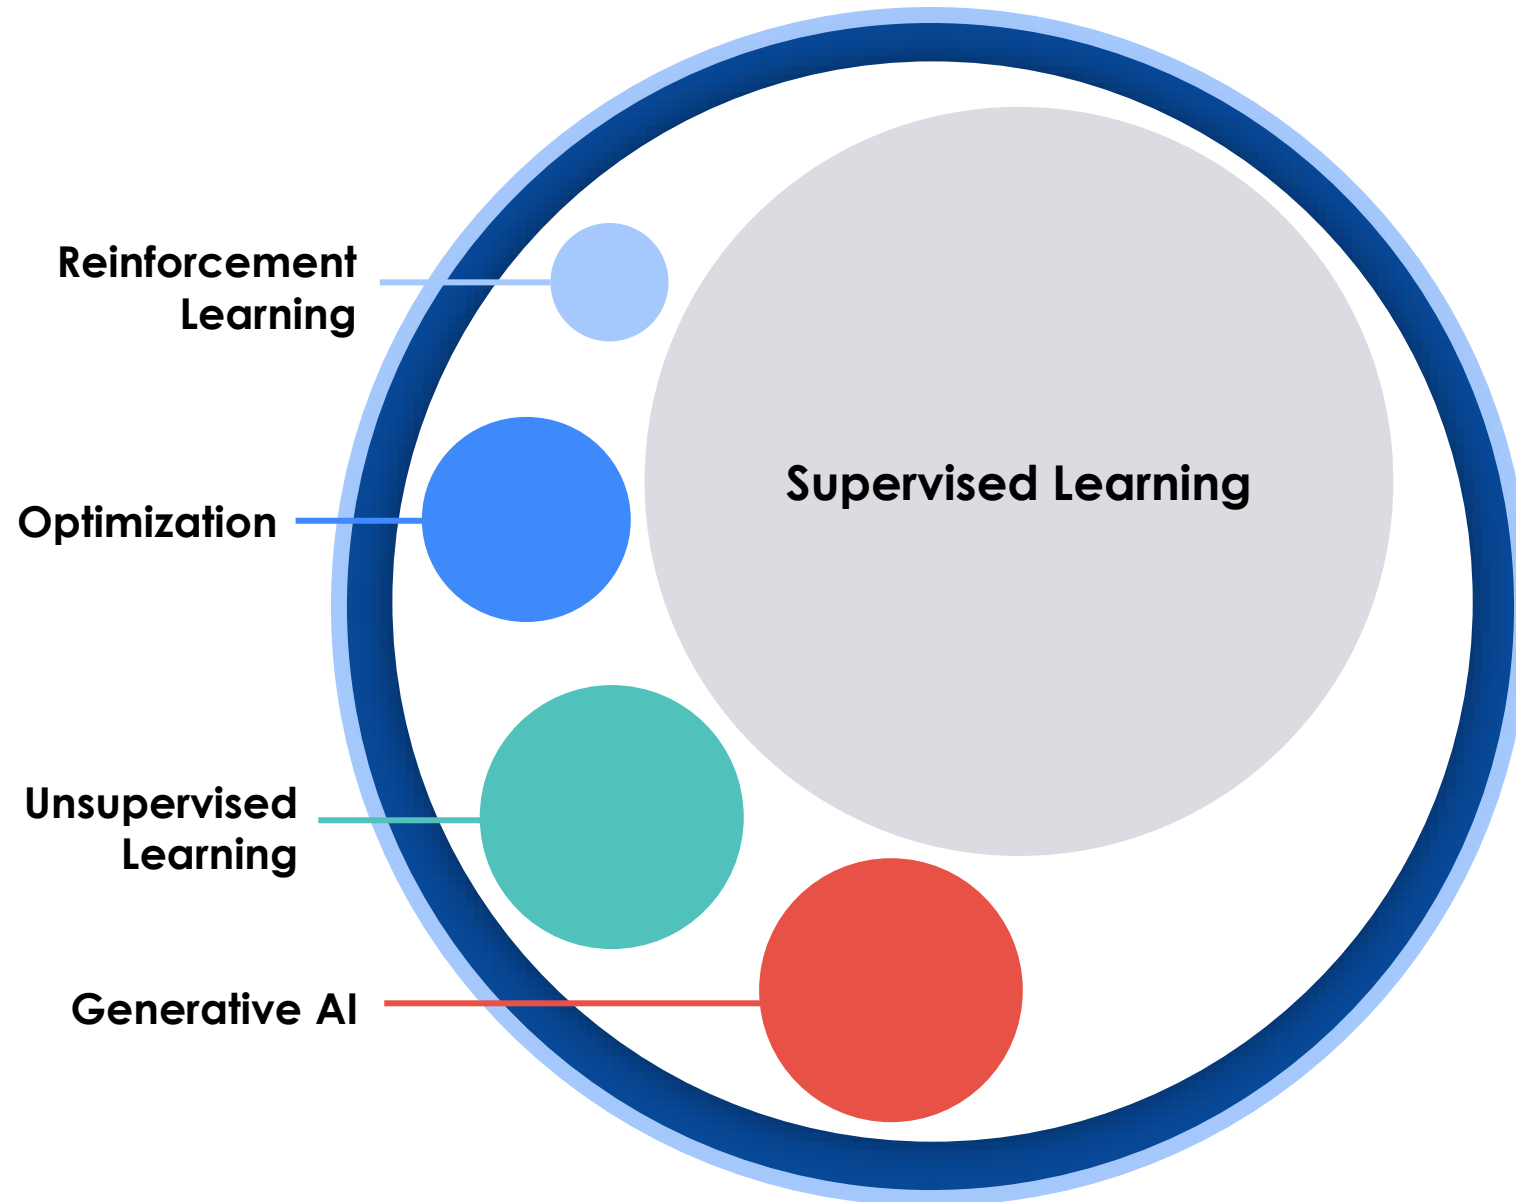 Reinforcement
Learning
Supervised Learning
Optimization
Unsupervised
Learning
Generative AI